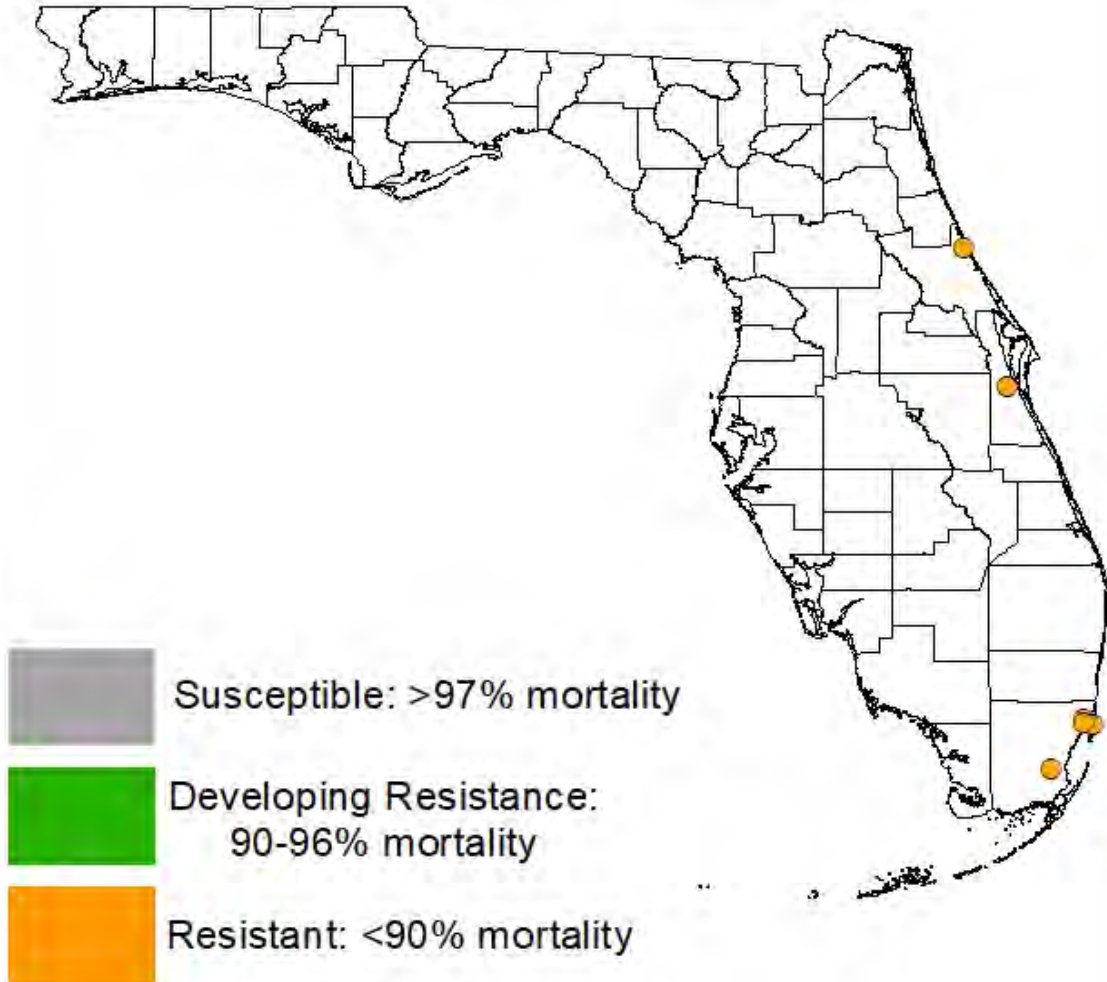 Susceptible: >97% mortality
Developing Resistance:
90-96% mortality
Resistant: <90% mortality